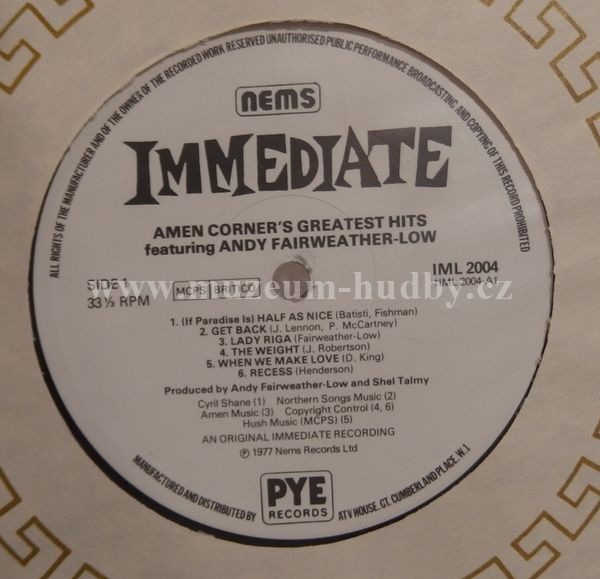 ALL RIGHTS OF THE MANUFACTURER AND OF THE OWNER OF THE RECORDED WORK RESERVED UNAUTHORISED PUBLIC PERFORMANCE BROADCASTING AND COPYING OF THIS RECORD PROHIBITED
nems
IMMEDIATE
AMEN CORNER'S GREATEST HITS
featuring ANDY FAIRWEATHER-LOW
SIDE 1
33⅓ RPM
MCPS BRIT CO
IML 2004
IML 2004-A1
www.muzeum-hudby.cz
1. (If Paradise Is) HALF AS NICE (Batisti, Fishman)
2. GET BACK (J. Lennon, P. McCartney)
3. LADY RIGA (Fairweather-Low)
4. THE WEIGHT (J. Robertson)
5. WHEN WE MAKE LOVE (D. King)
6. RECESS (Henderson)
Produced by Andy Fairweather-Low and Shel Talmy
Cyril Shane (1) Northern Songs Music (2)
Amen Music (3) Copyright Control (4, 6)
Hush Music (MCPS) (5)
AN ORIGINAL IMMEDIATE RECORDING
℗ 1977 Nems Records Ltd
PYE
RECORDS
MANUFACTURED AND DISTRIBUTED BY
ATV HOUSE. GT. CUMBERLAND PLACE, W.1